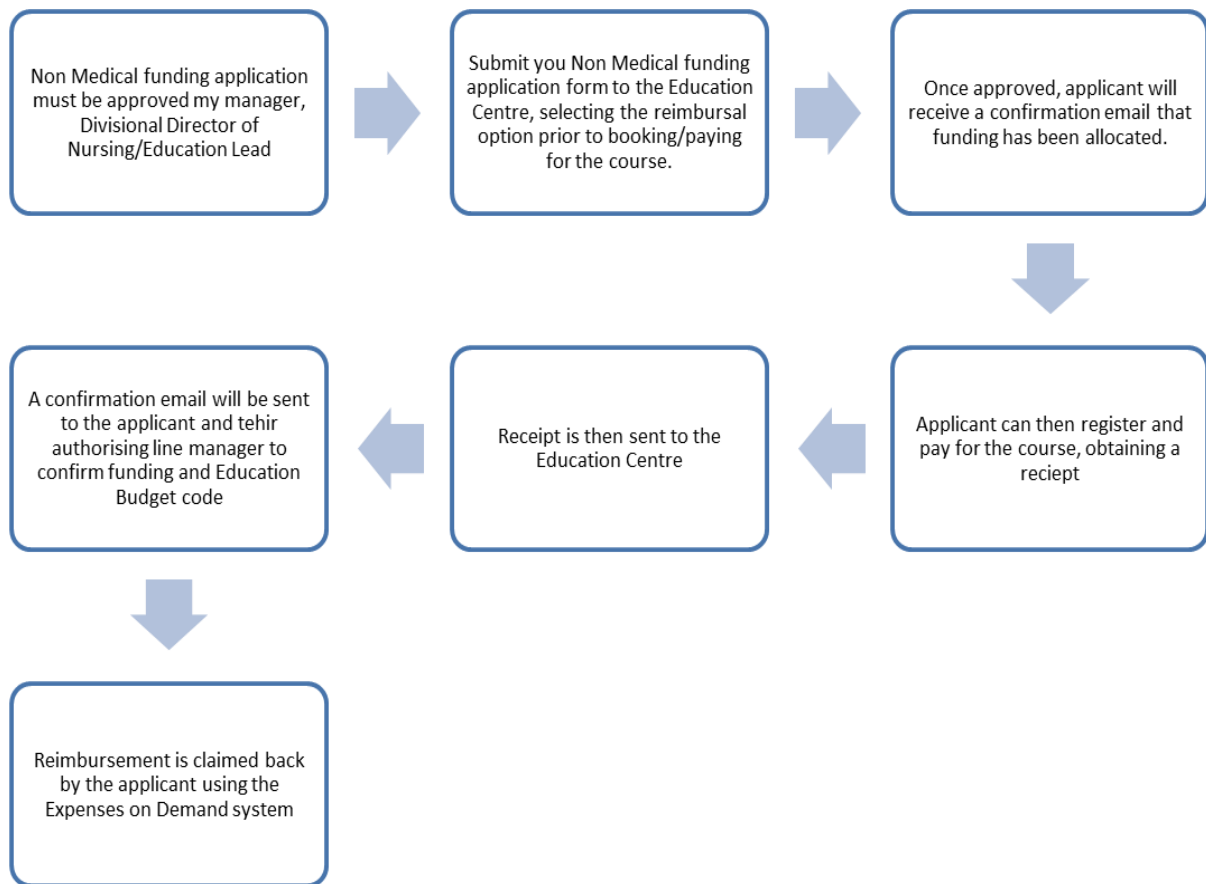 Non Medical funding application
must be approved my manager,
Divisional Director of
Nursing/Education Lead
Submit you Non Medical funding
application form to the Education
Centre, selecting the reimbursal
option prior to booking/paying
for the course.
Once approved, applicant will
receive a confirmation email that
funding has been allocated.
Applicant can then register and
pay for the course, obtaining a
reciept
Receipt is then sent to the
Education Centre
A confirmation email will be sent
to the applicant and tehir
authorising line manager to
confirm funding and Education
Budget code
Reimbursement is claimed back
by the applicant using the
Expenses on Demand system